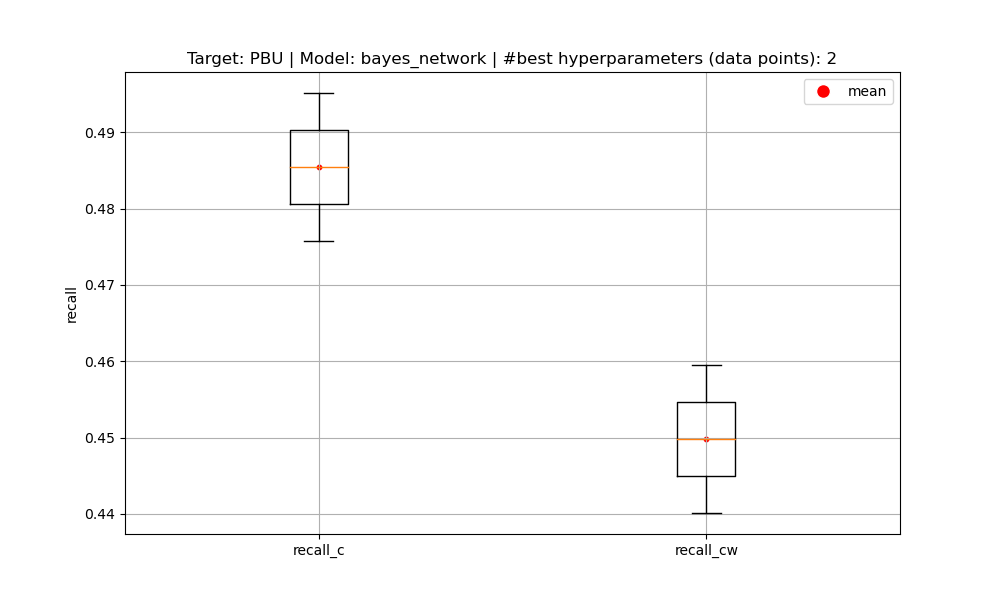 Target: PBU | Model: bayes_network | #best hyperparameters (data points): 2
mean
0.49
0.48
0.47
0.46
0.45
0.44
recall
recall_c
recall_cw